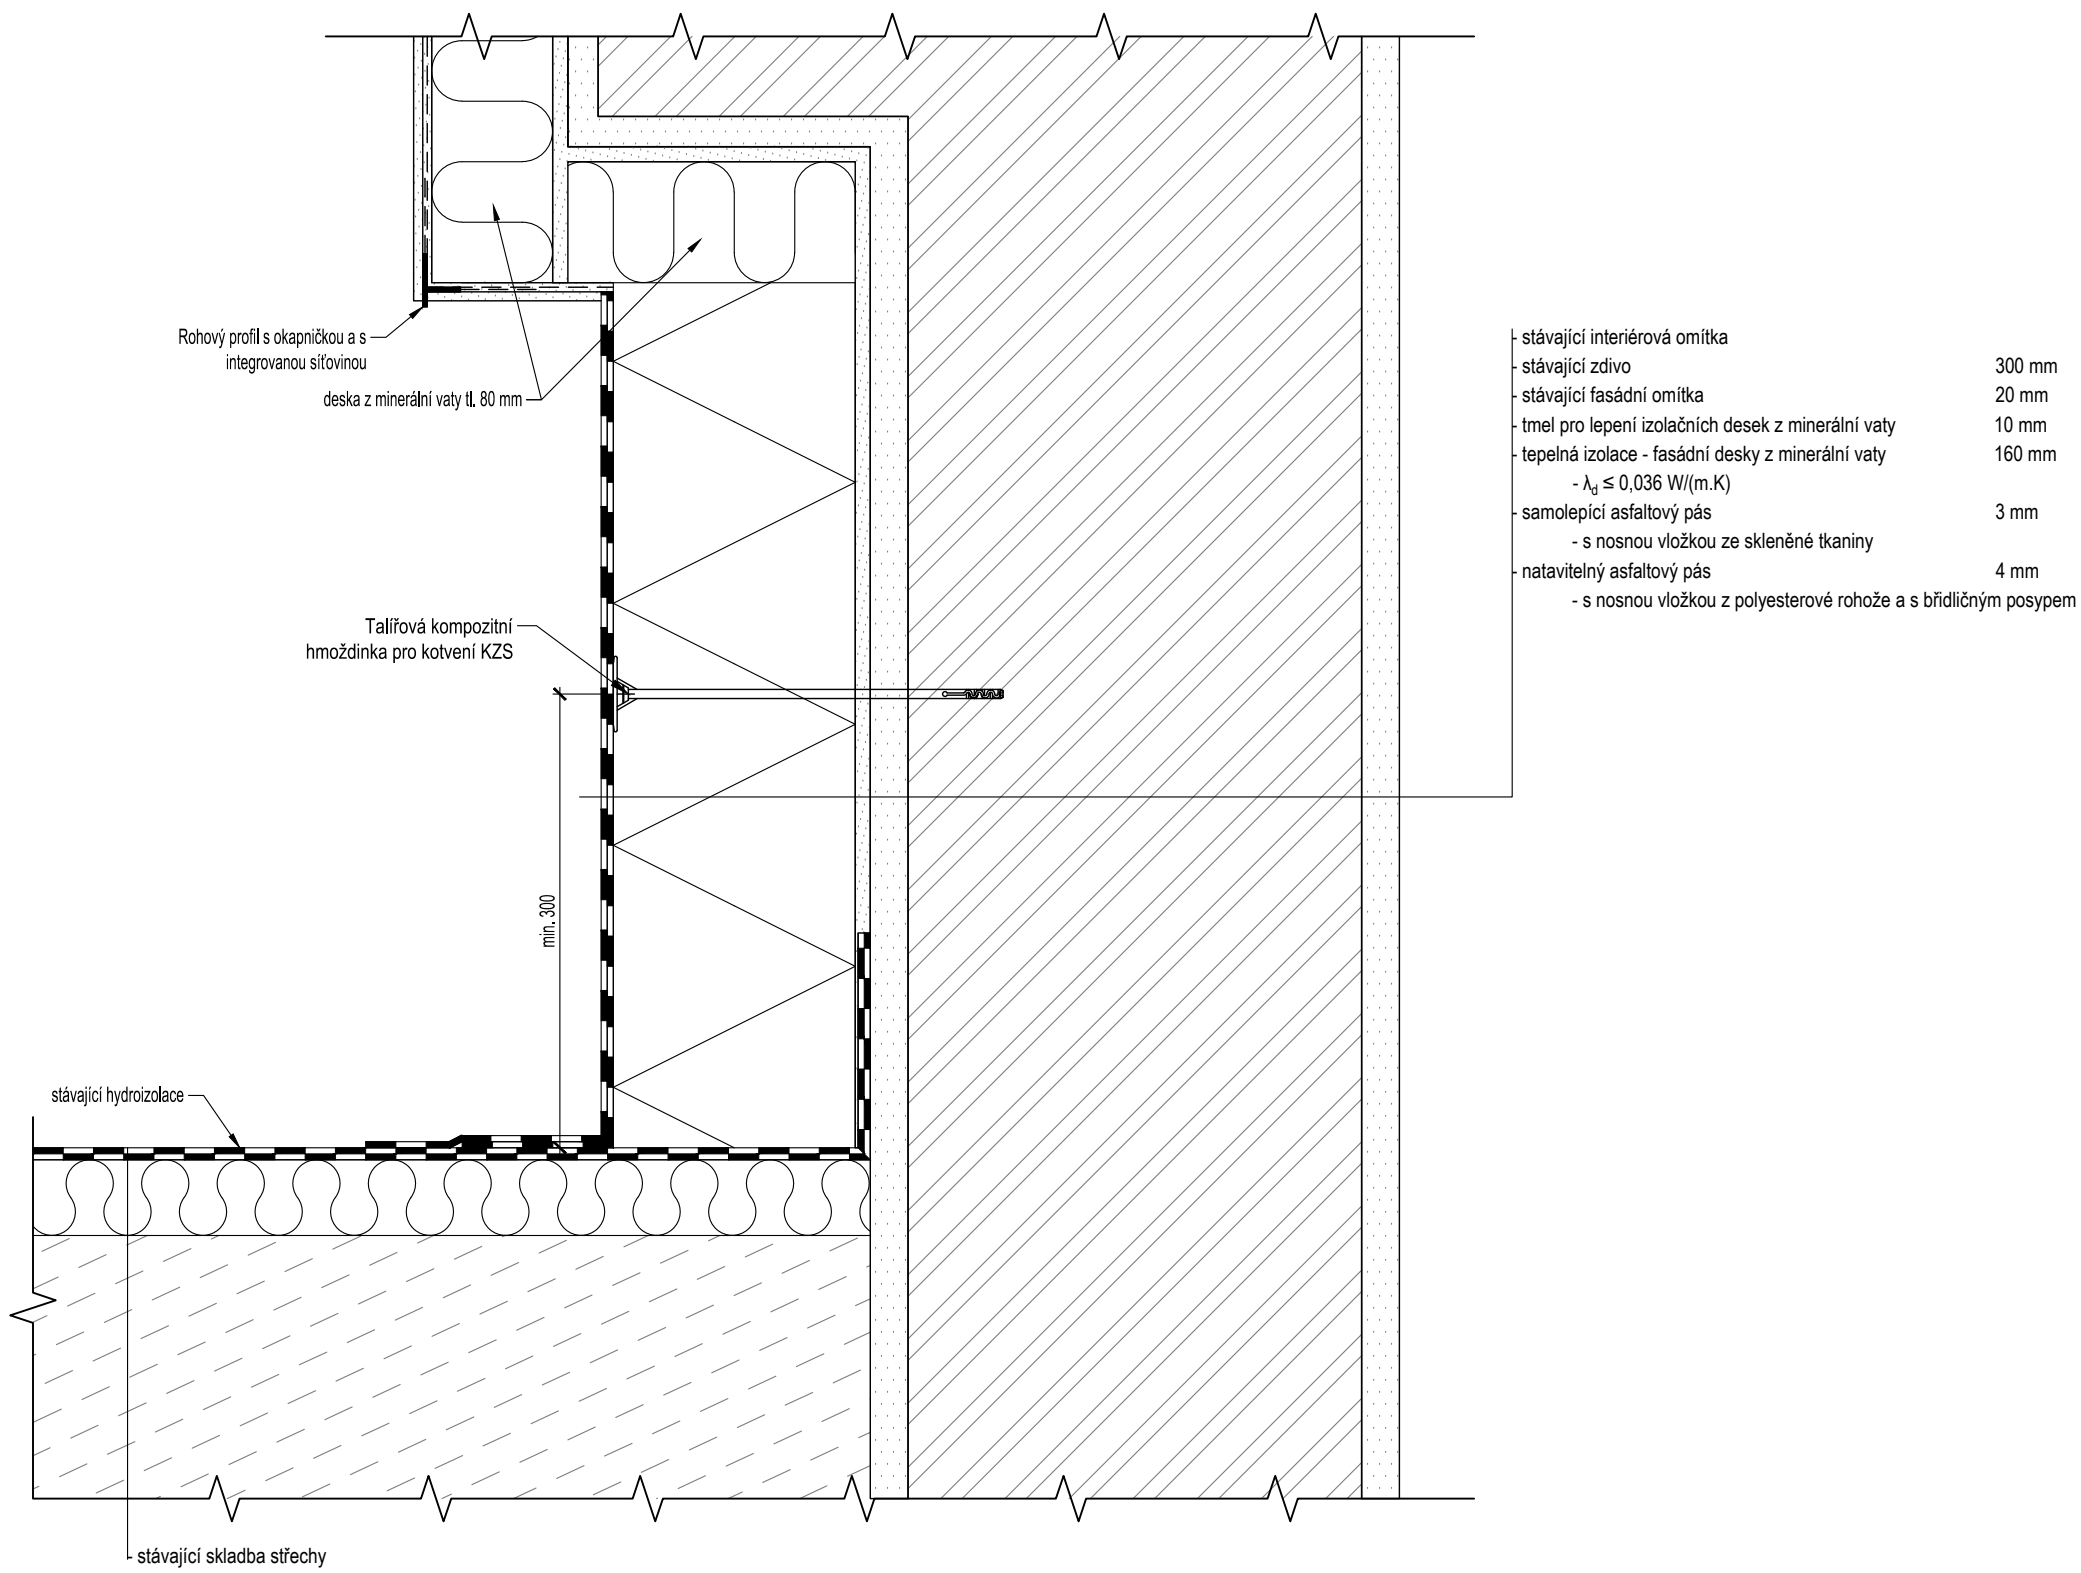 Rohový profil s okapničkou a s
integrovanou síťovinou
deska z minerální vaty tl. 80 mm
- stávající interiérová omítka
- stávající zdivo 300 mm
- stávající fasádní omítka 20 mm
- tmel pro lepení izolačních desek z minerální vaty 10 mm
- tepelná izolace - fasádní desky z minerální vaty 160 mm
- λd ≤ 0,036 W/(m.K)
- samolepící asfaltový pás 3 mm
- s nosnou vložkou ze skleněné tkaniny
- natavitelný asfaltový pás 4 mm
- s nosnou vložkou z polyesterové rohože a s břidličným posypem
Talířová kompozitní
hmoždinka pro kotvení KZS
min. 300
stávající hydroizolace
- stávající skladba střechy